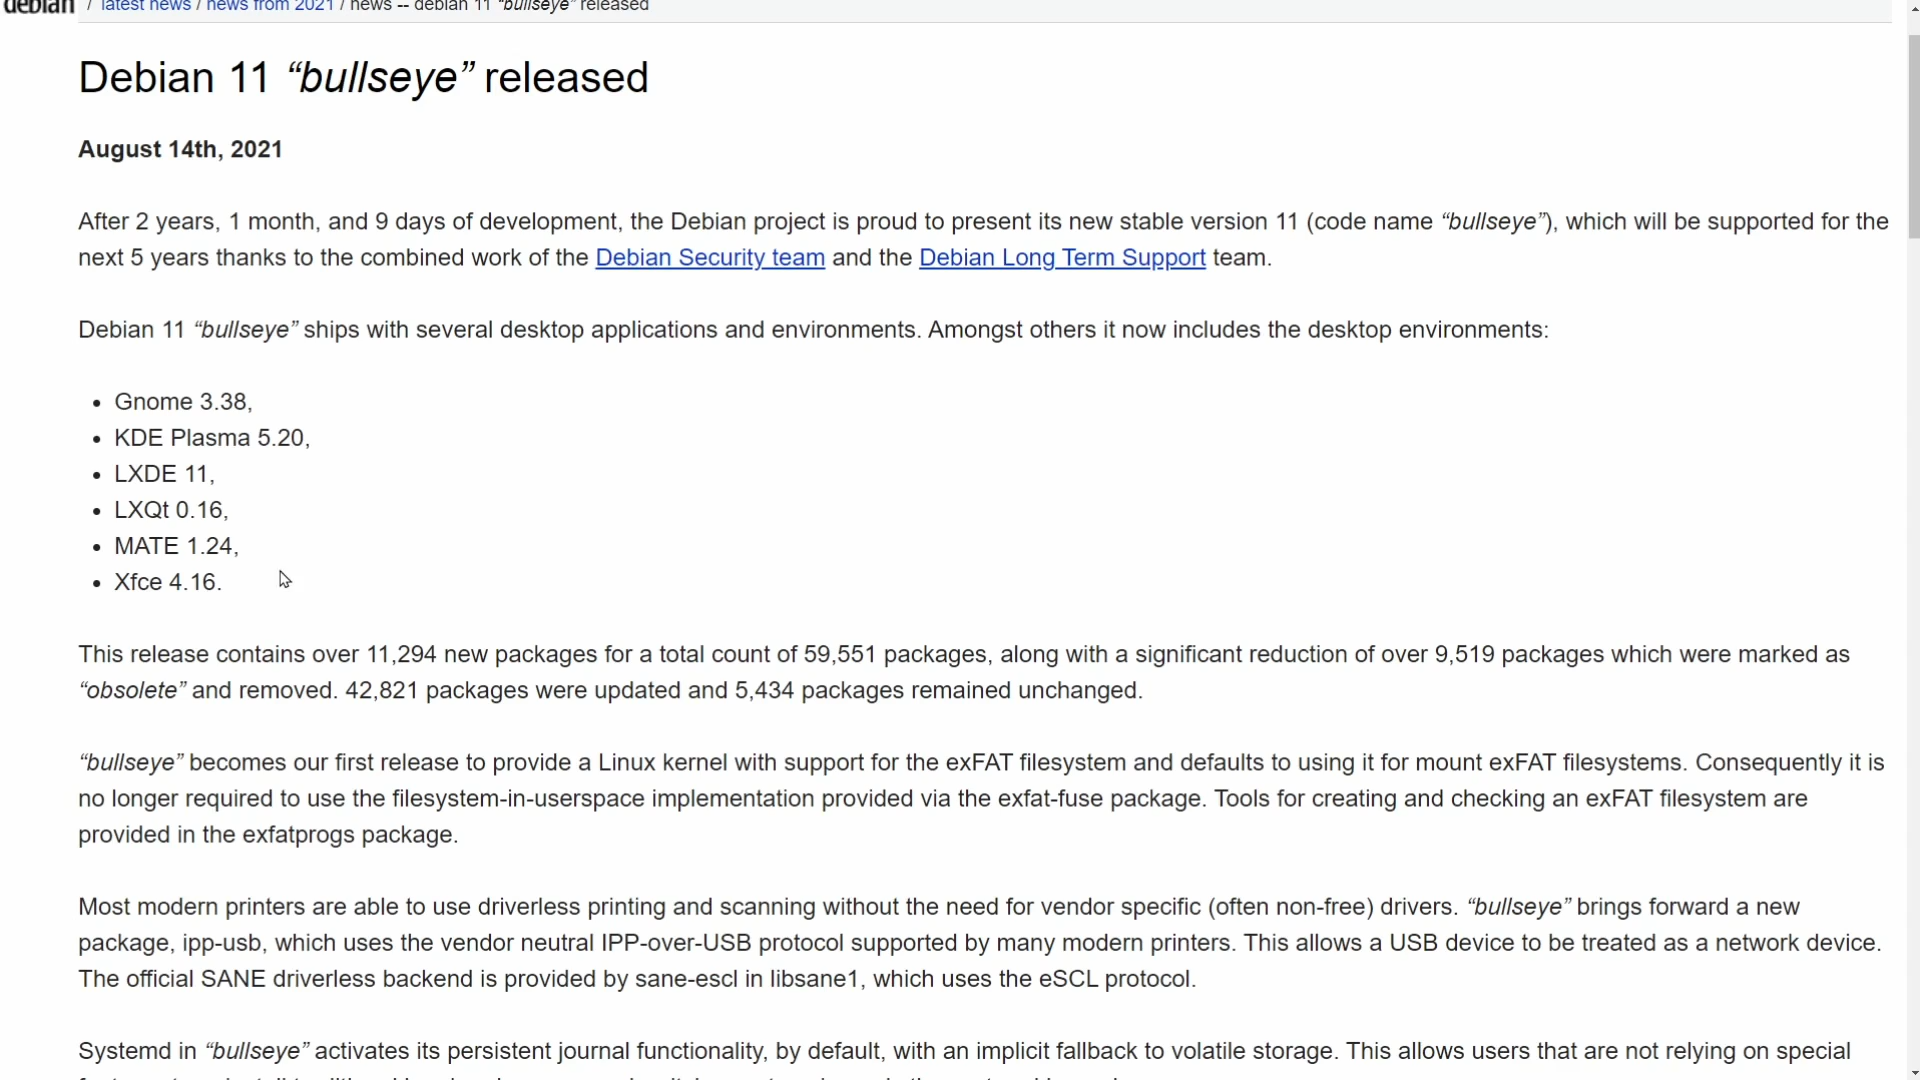 debian / latest news / news from 2021 / news -- debian 11 “bullseye” released
Debian 11 “bullseye” released
August 14th, 2021
After 2 years, 1 month, and 9 days of development, the Debian project is proud to present its new stable version 11 (code name “bullseye”), which will be supported for the
next 5 years thanks to the combined work of the Debian Security team and the Debian Long Term Support team.
Debian 11 “bullseye” ships with several desktop applications and environments. Amongst others it now includes the desktop environments:
• Gnome 3.38,
• KDE Plasma 5.20,
• LXDE 11,
• LXQt 0.16,
• MATE 1.24,
• Xfce 4.16.
This release contains over 11,294 new packages for a total count of 59,551 packages, along with a significant reduction of over 9,519 packages which were marked as
“obsolete” and removed. 42,821 packages were updated and 5,434 packages remained unchanged.
“bullseye” becomes our first release to provide a Linux kernel with support for the exFAT filesystem and defaults to using it for mount exFAT filesystems. Consequently it is
no longer required to use the filesystem-in-userspace implementation provided via the exfat-fuse package. Tools for creating and checking an exFAT filesystem are
provided in the exfatprogs package.
Most modern printers are able to use driverless printing and scanning without the need for vendor specific (often non-free) drivers. “bullseye” brings forward a new
package, ipp-usb, which uses the vendor neutral IPP-over-USB protocol supported by many modern printers. This allows a USB device to be treated as a network device.
The official SANE driverless backend is provided by sane-escl in libsane1, which uses the eSCL protocol.
Systemd in “bullseye” activates its persistent journal functionality, by default, with an implicit fallback to volatile storage. This allows users that are not relying on special